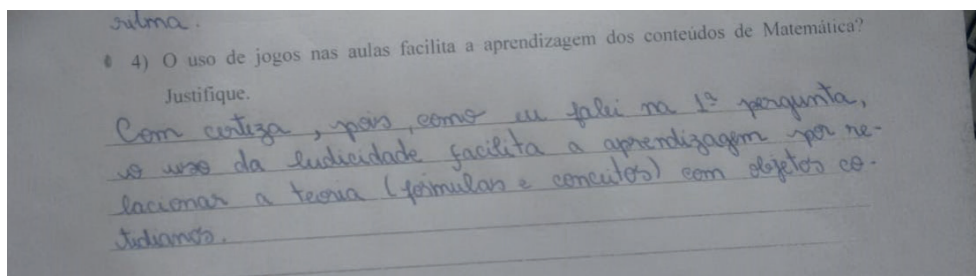 rulma.
4) O uso de jogos nas aulas facilita a aprendizagem dos conteúdos de Matemática?
Justifique.
Com certeza, pois, como eu falei na 1ª pergunta,
o uso da ludicidade facilita a aprendizagem por re-
lacionar a teoria (fórmulas e conceitos) com objetos co-
tidianos.